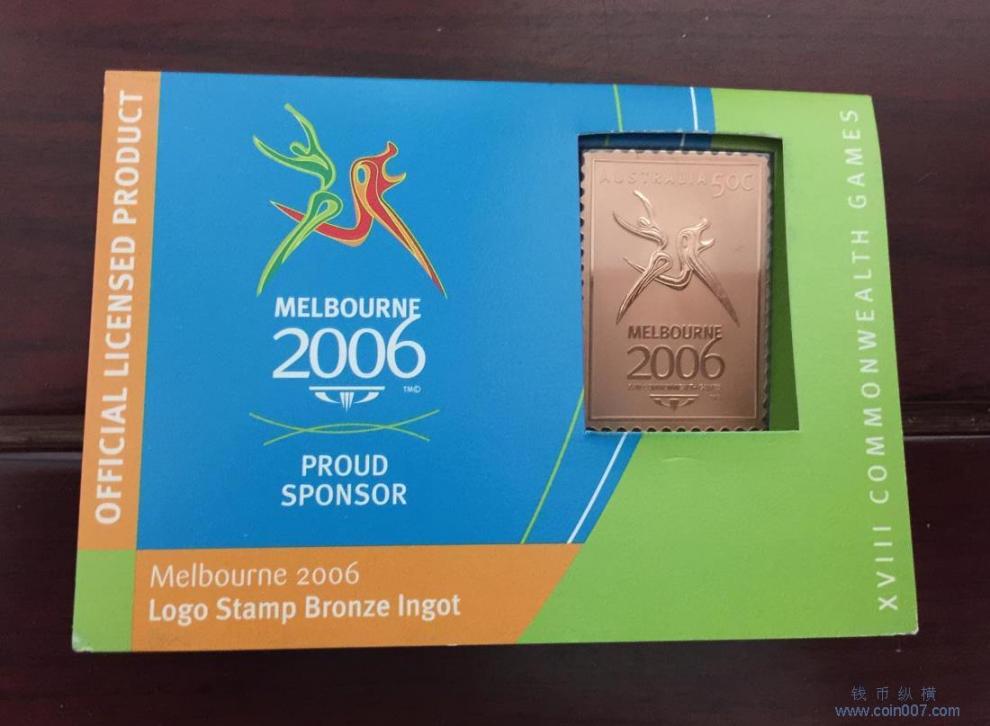 OFFICIAL LICENSED PRODUCT
MELBOURNE
2006
TM©
PROUD
SPONSOR
Melbourne 2006
Logo Stamp Bronze Ingot
AUSTRALIA 50C
MELBOURNE
2006
XVIII COMMONWEALTH GAMES
钱币纵横
www.coin007.com